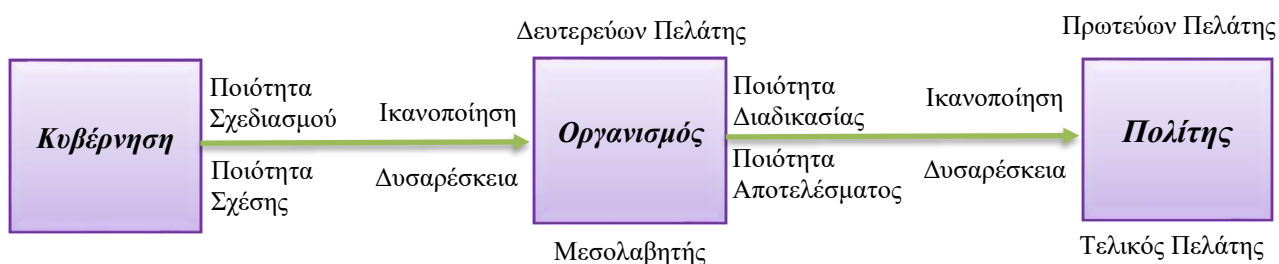 Δευτερεύων Πελάτης
Πρωτεύων Πελάτης
Κυβέρνηση
Ποιότητα
Σχεδιασμού
Ικανοποίηση
Ποιότητα
Σχέσης
Δυσαρέσκεια
Οργανισμός
Ποιότητα
Διαδικασίας
Ικανοποίηση
Ποιότητα
Αποτελέσματος
Δυσαρέσκεια
Πολίτης
Μεσολαβητής
Τελικός Πελάτης